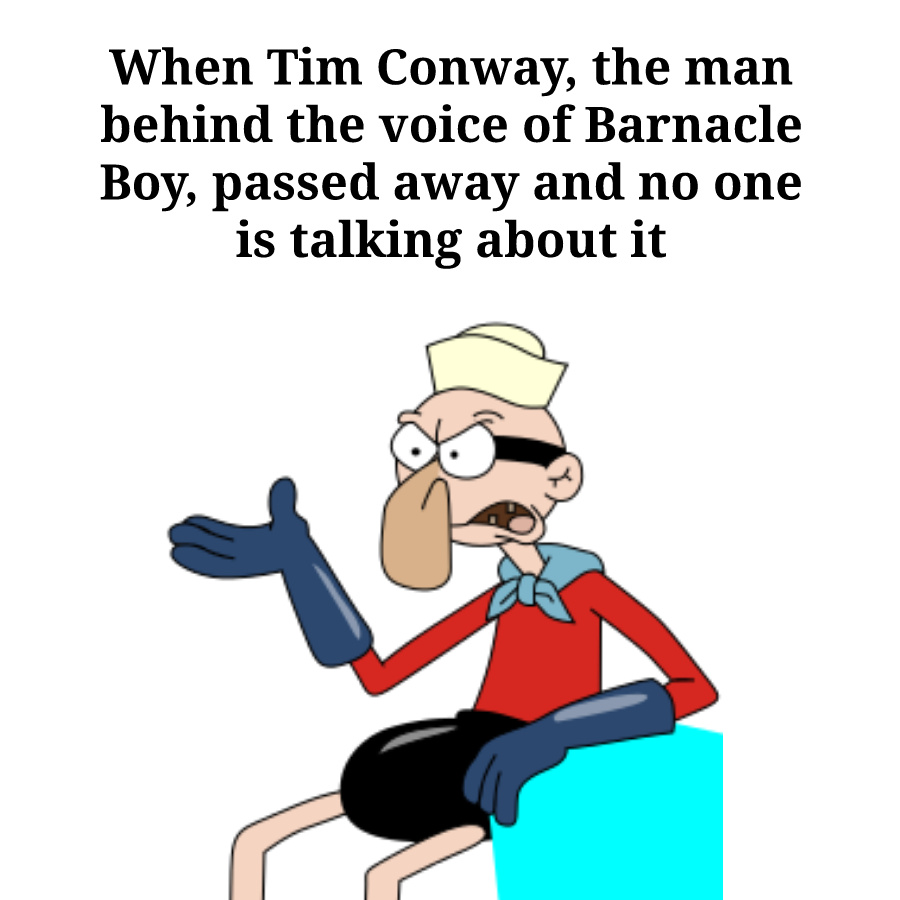 When Tim Conway, the man
behind the voice of Barnacle
Boy, passed away and no one
is talking about it